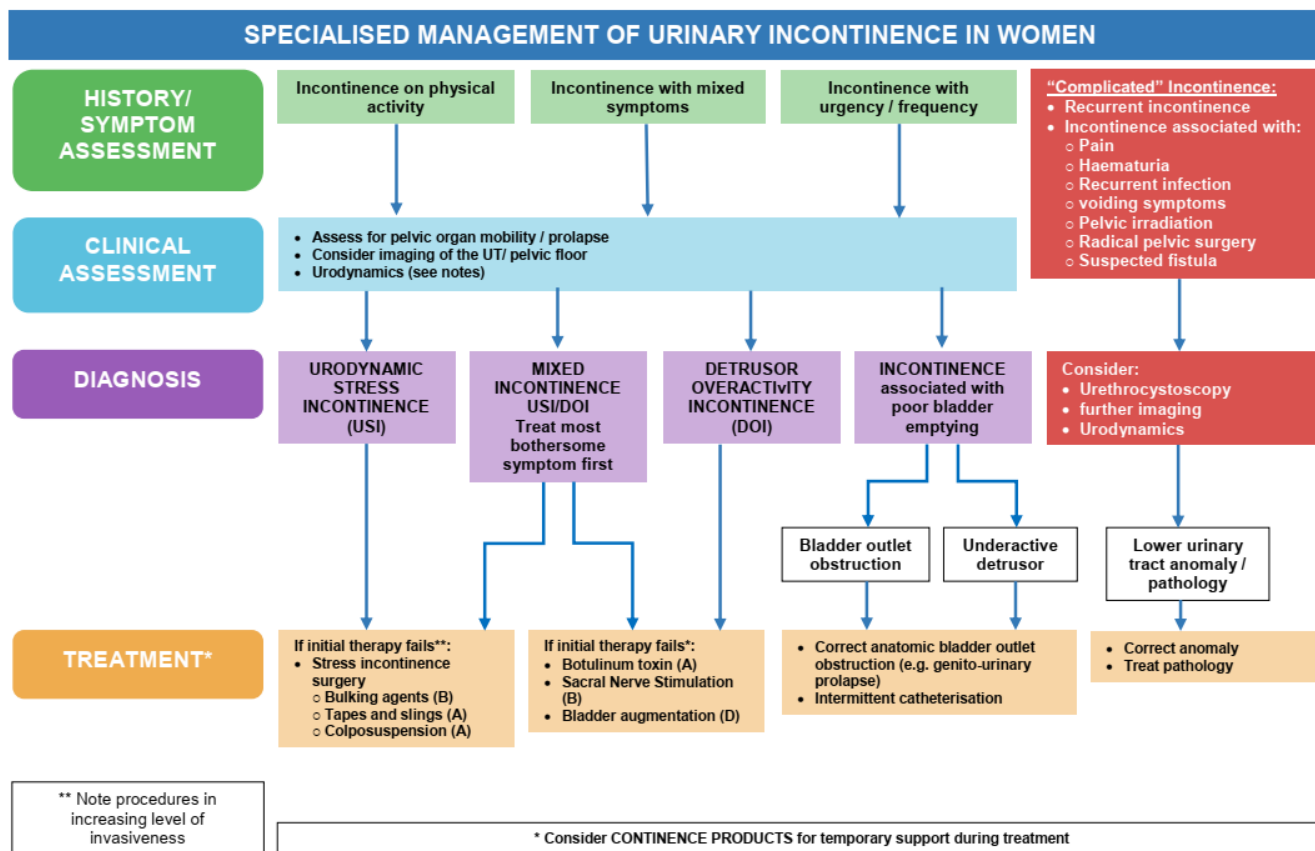 SPECIALISED MANAGEMENT OF URINARY INCONTINENCE IN WOMEN
HISTORY/
SYMPTOM
ASSESSMENT
Incontinence on physical
activity
Incontinence with mixed
symptoms
Incontinence with
urgency / frequency
“Complicated” Incontinence:
• Recurrent incontinence
• Incontinence associated with:
○ Pain
○ Haematuria
○ Recurrent infection
○ voiding symptoms
○ Pelvic irradiation
○ Radical pelvic surgery
○ Suspected fistula
CLINICAL
ASSESSMENT
• Assess for pelvic organ mobility / prolapse
• Consider imaging of the UT/ pelvic floor
• Urodynamics (see notes)
DIAGNOSIS
URODYNAMIC
STRESS
INCONTINENCE
(USI)
MIXED
INCONTINENCE
USI/DOI
Treat most
bothersome
symptom first
DETRUSOR
OVERACTIvITY
INCONTINENCE
(DOI)
INCONTINENCE
associated with
poor bladder
emptying
Consider:
• Urethrocystoscopy
• further imaging
• Urodynamics
Bladder outlet
obstruction
Underactive
detrusor
Lower urinary
tract anomaly /
pathology
TREATMENT*
If initial therapy fails**:
• Stress incontinence
surgery
○ Bulking agents (B)
○ Tapes and slings (A)
○ Colposuspension (A)
If initial therapy fails*:
• Botulinum toxin (A)
• Sacral Nerve Stimulation
(B)
• Bladder augmentation (D)
• Correct anatomic bladder outlet
obstruction (e.g. genito-urinary
prolapse)
• Intermittent catheterisation
• Correct anomaly
• Treat pathology
** Note procedures in
increasing level of
invasiveness
* Consider CONTINENCE PRODUCTS for temporary support during treatment